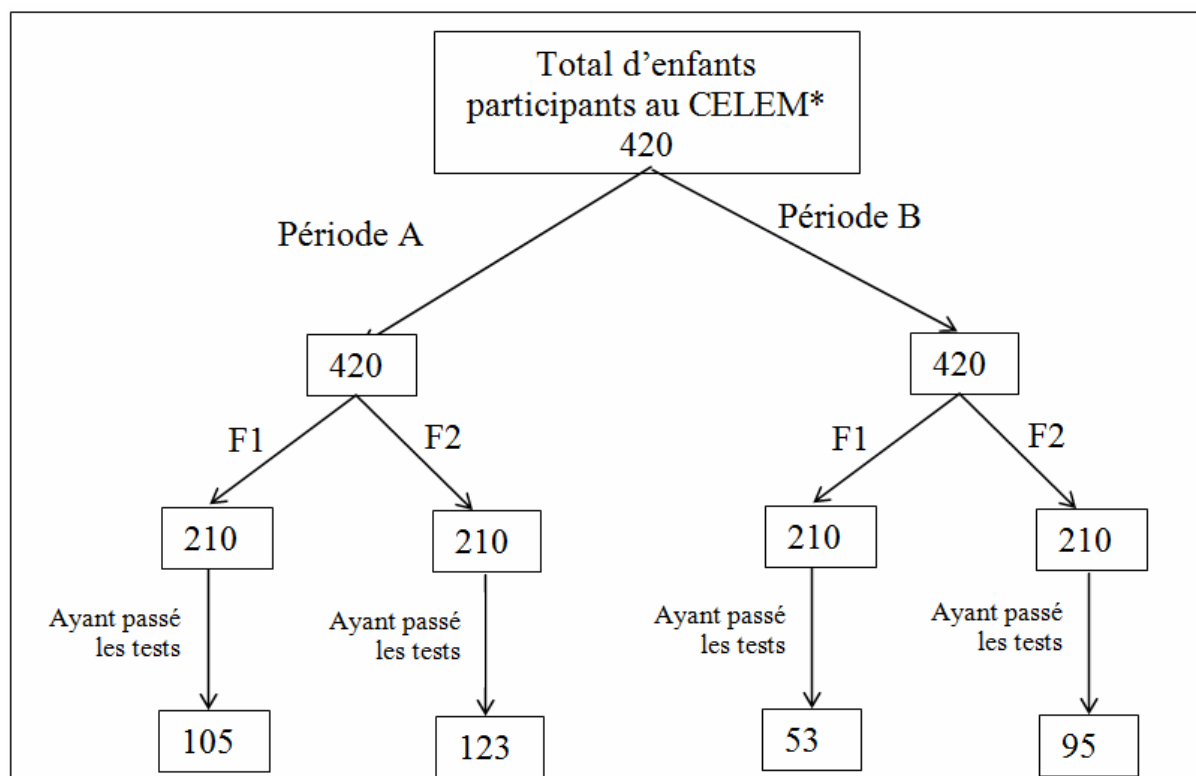 Total d'enfants
participants au CELEM*
420
Période A
Période B
420
420
F1
F2
F1
F2
210
210
210
210
Ayant passé
les tests
Ayant passé
les tests
Ayant passé
les tests
Ayant passé
les tests
105
123
53
95